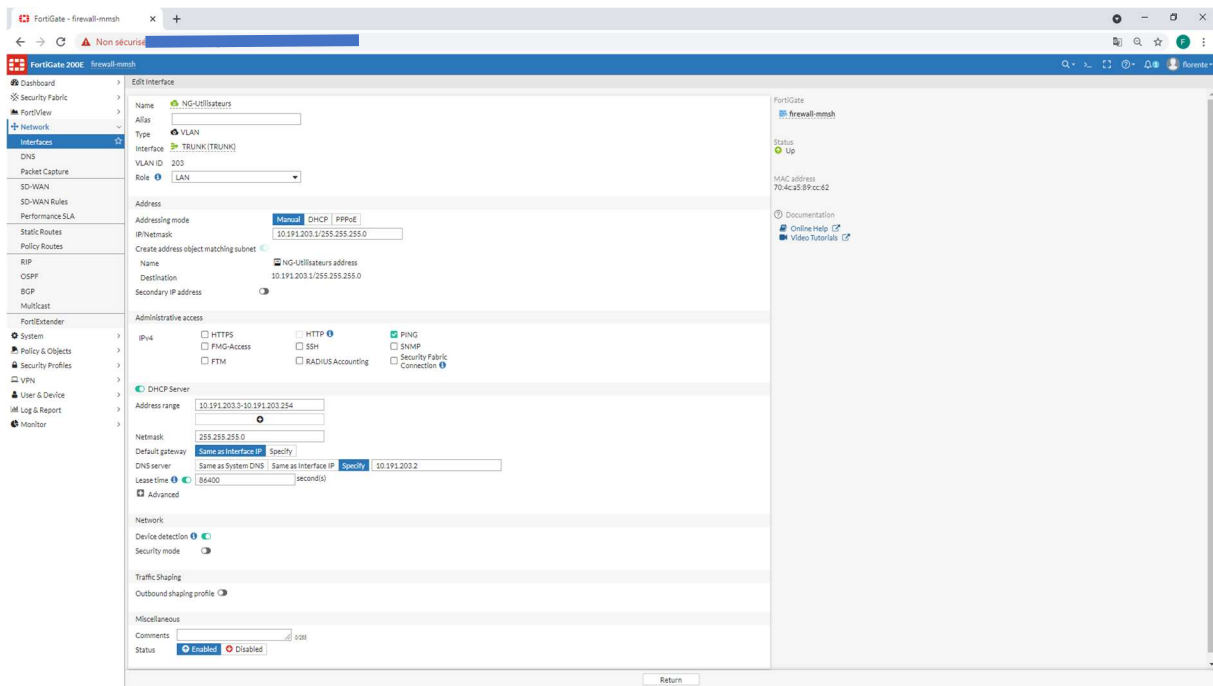 FortiGate - firewall-mmsh
Non sécurisé
FortiGate 200E firewall-mmsh
florente
Dashboard
Security Fabric
FortiView
Network
Interfaces
DNS
Packet Capture
SD-WAN
SD-WAN Rules
Performance SLA
Static Routes
Policy Routes
RIP
OSPF
BGP
Multicast
FortiExtender
System
Policy & Objects
Security Profiles
VPN
User & Device
Log & Report
Monitor
Edit Interface
Name NG-Utilisateurs
Alias
Type VLAN
Interface TRUNK (TRUNK)
VLAN ID 203
Role LAN
Address
Addressing mode Manual DHCP PPPoE
IP/Netmask 10.191.203.1/255.255.255.0
Create address object matching subnet
Name NG-Utilisateurs address
Destination 10.191.203.1/255.255.255.0
Secondary IP address
Administrative access
IPv4 HTTPS HTTP PING
FMG-Access SSH SNMP
FTM RADIUS Accounting Security Fabric Connection
DHCP Server
Address range 10.191.203.3-10.191.203.254
Netmask 255.255.255.0
Default gateway Same as Interface IP Specify
DNS server Same as System DNS Same as Interface IP Specify 10.191.203.2
Lease time 86400 second(s)
Advanced
Network
Device detection
Security mode
Traffic Shaping
Outbound shaping profile
Miscellaneous
Comments 0/255
Status Enabled Disabled
Return
FortiGate
firewall-mmsh
Status
Up
MAC address
70:4c:a5:89:cc:62
Documentation
Online Help
Video Tutorials